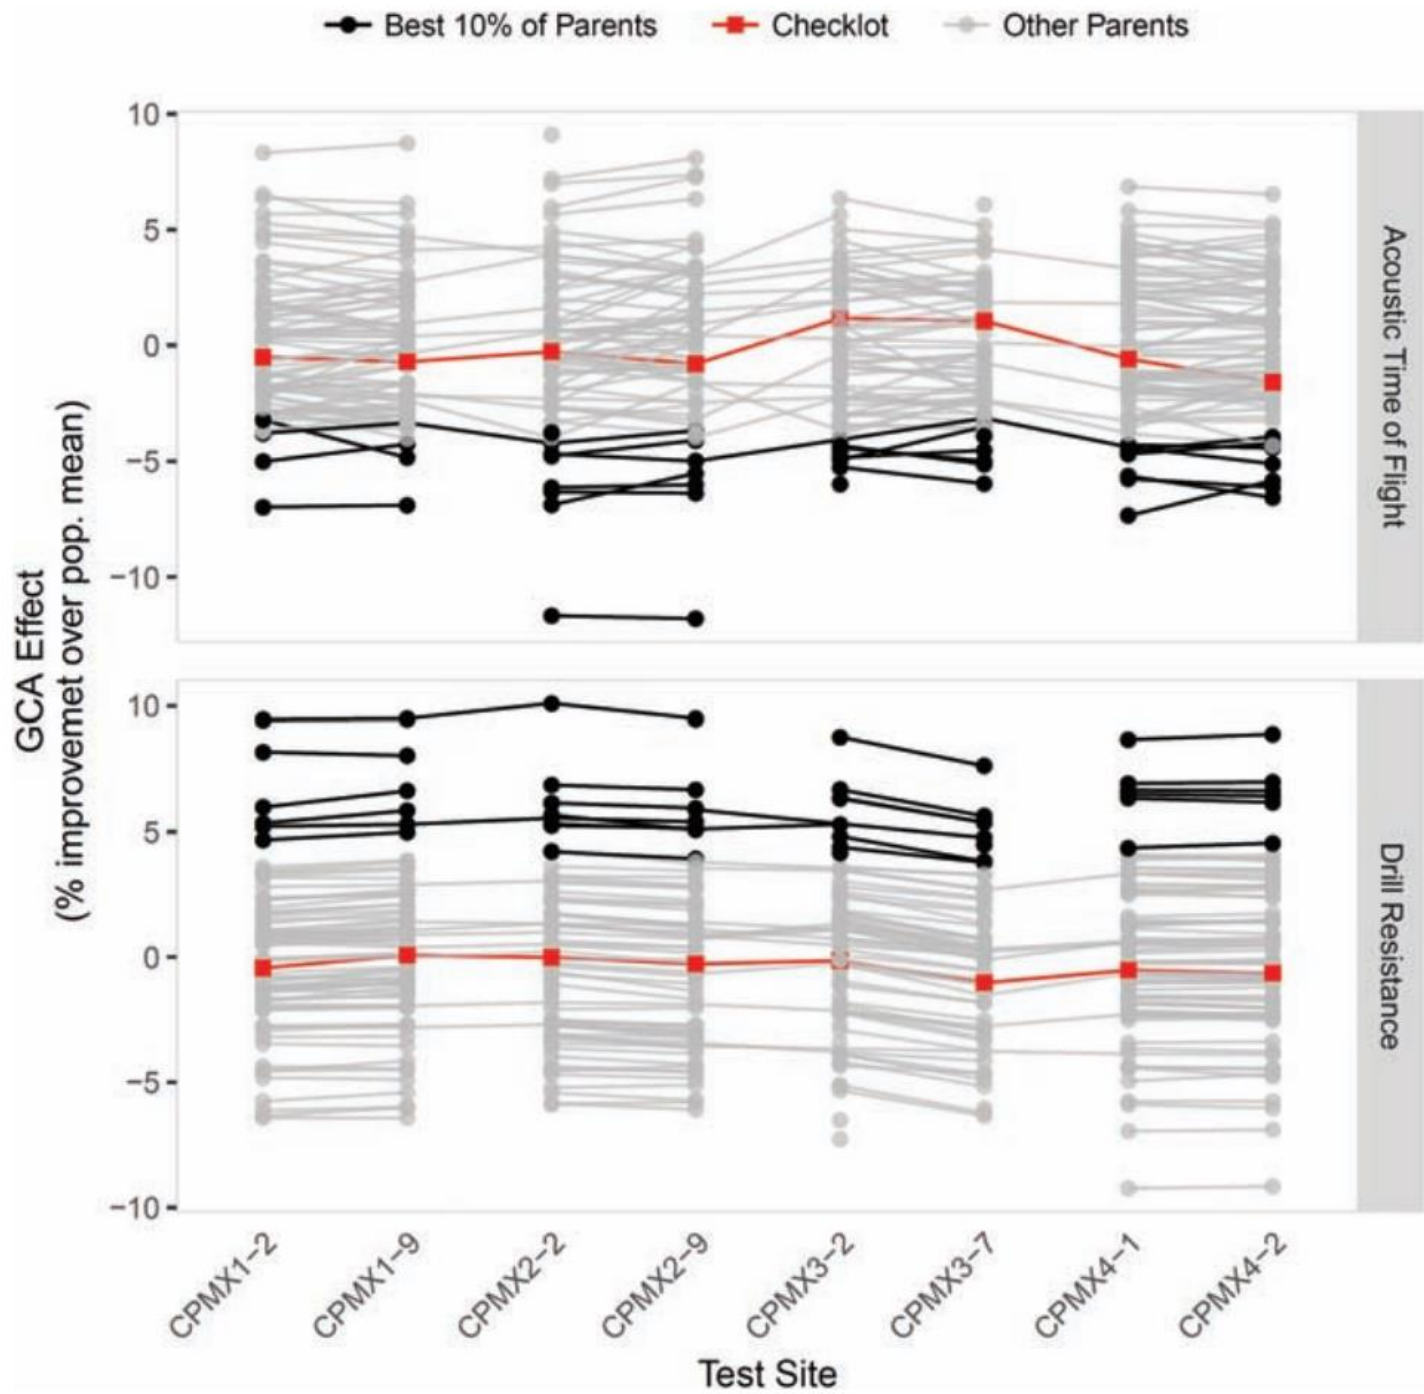 Best 10% of Parents Checklot Other Parents
10
5
0
−5
−10
Acoustic Time of Flight
GCA Effect
(% improvemet over pop. mean)
10
5
0
−5
−10
Drill Resistance
CPMX1−2 CPMX1−9 CPMX2−2 CPMX2−9 CPMX3−2 CPMX3−7 CPMX4−1 CPMX4−2
Test Site